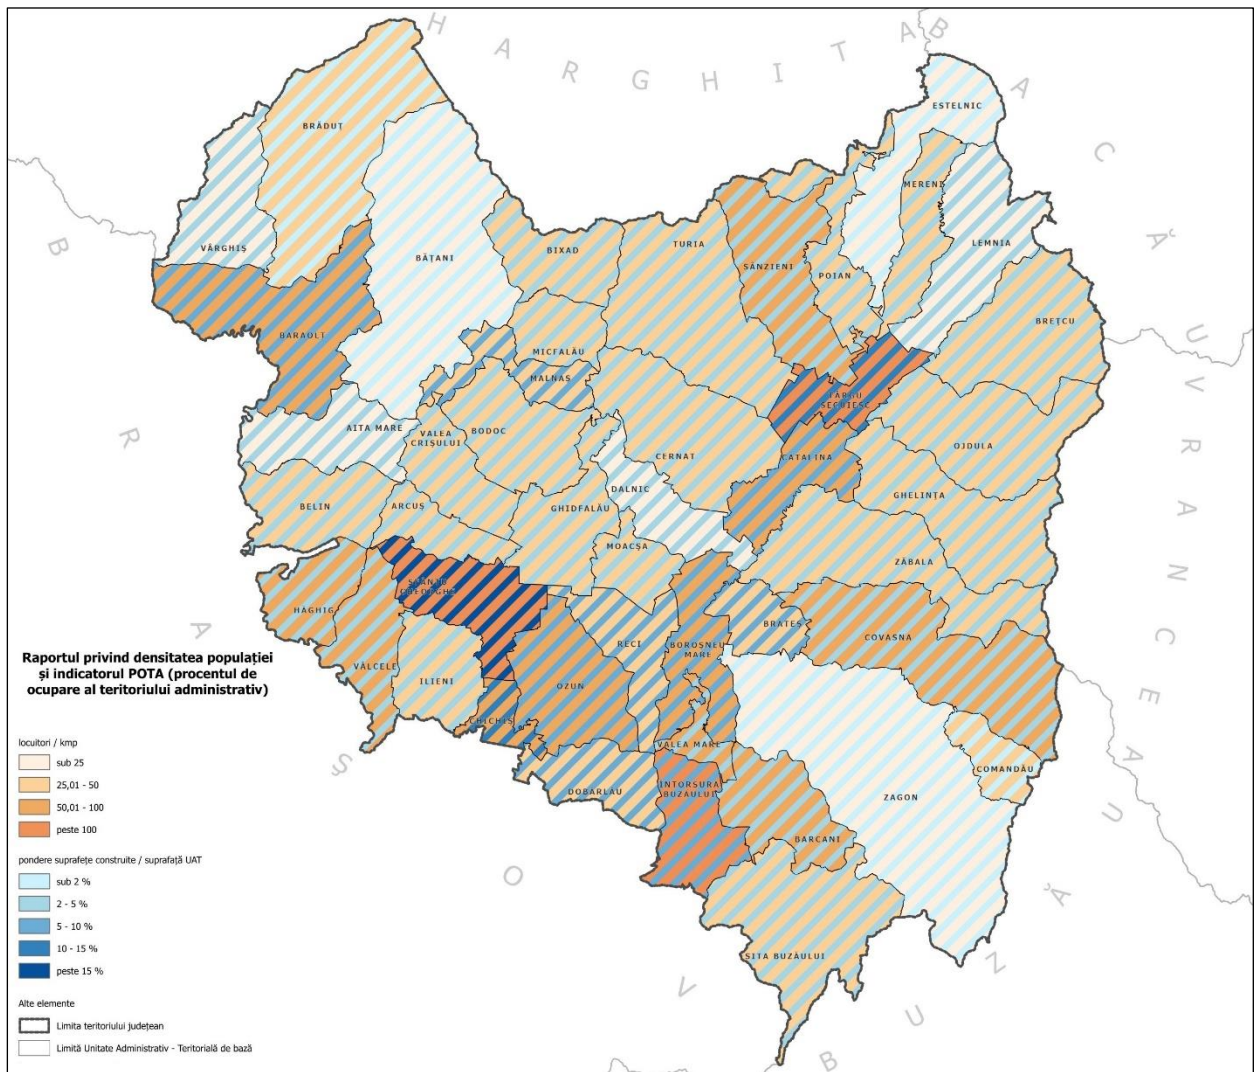 HARGHITA
BACĂU
VRANCEA
BUZĂU
BRAȘOV
ESTELNIC
BRĂDUȚ
MERENI
VÂRGHIȘ
BĂȚANI
BIXAD
TURIA
SÂNZIENI
POIAN
LEMNIA
BREȚCU
BARAOLT
MICFALĂU
MALNAȘ
TÂRGU
SECUIESC
AITA MARE
VALEA
CRIȘULUI
BODOC
CERNAT
CATALINA
OJDULA
DALNIC
GHELINȚA
BELIN
ARCUȘ
GHIDFALĂU
MOACȘA
ZĂBALA
SFÂNTU
GHEORGHE
HĂGHIG
RECI
BRATEȘ
COVASNA
BOROȘNEU
MARE
VÂLCELE
ILIENI
OZUN
CHICHIȘ
VALEA MARE
COMANDĂU
DOBÂRLĂU
ÎNTORSURA
BUZĂULUI
ZAGON
BARCANI
SITA BUZĂULUI
Raportul privind densitatea populației
și indicatorul POTA (procentul de
ocupare al teritoriului administrativ)
locuitori / kmp
sub 25
25,01 - 50
50,01 - 100
peste 100
pondere suprafețe construite / suprafață UAT
sub 2 %
2 - 5 %
5 - 10 %
10 - 15 %
peste 15 %
Alte elemente
Limita teritoriului județean
Limită Unitate Administrativ - Teritorială de bază